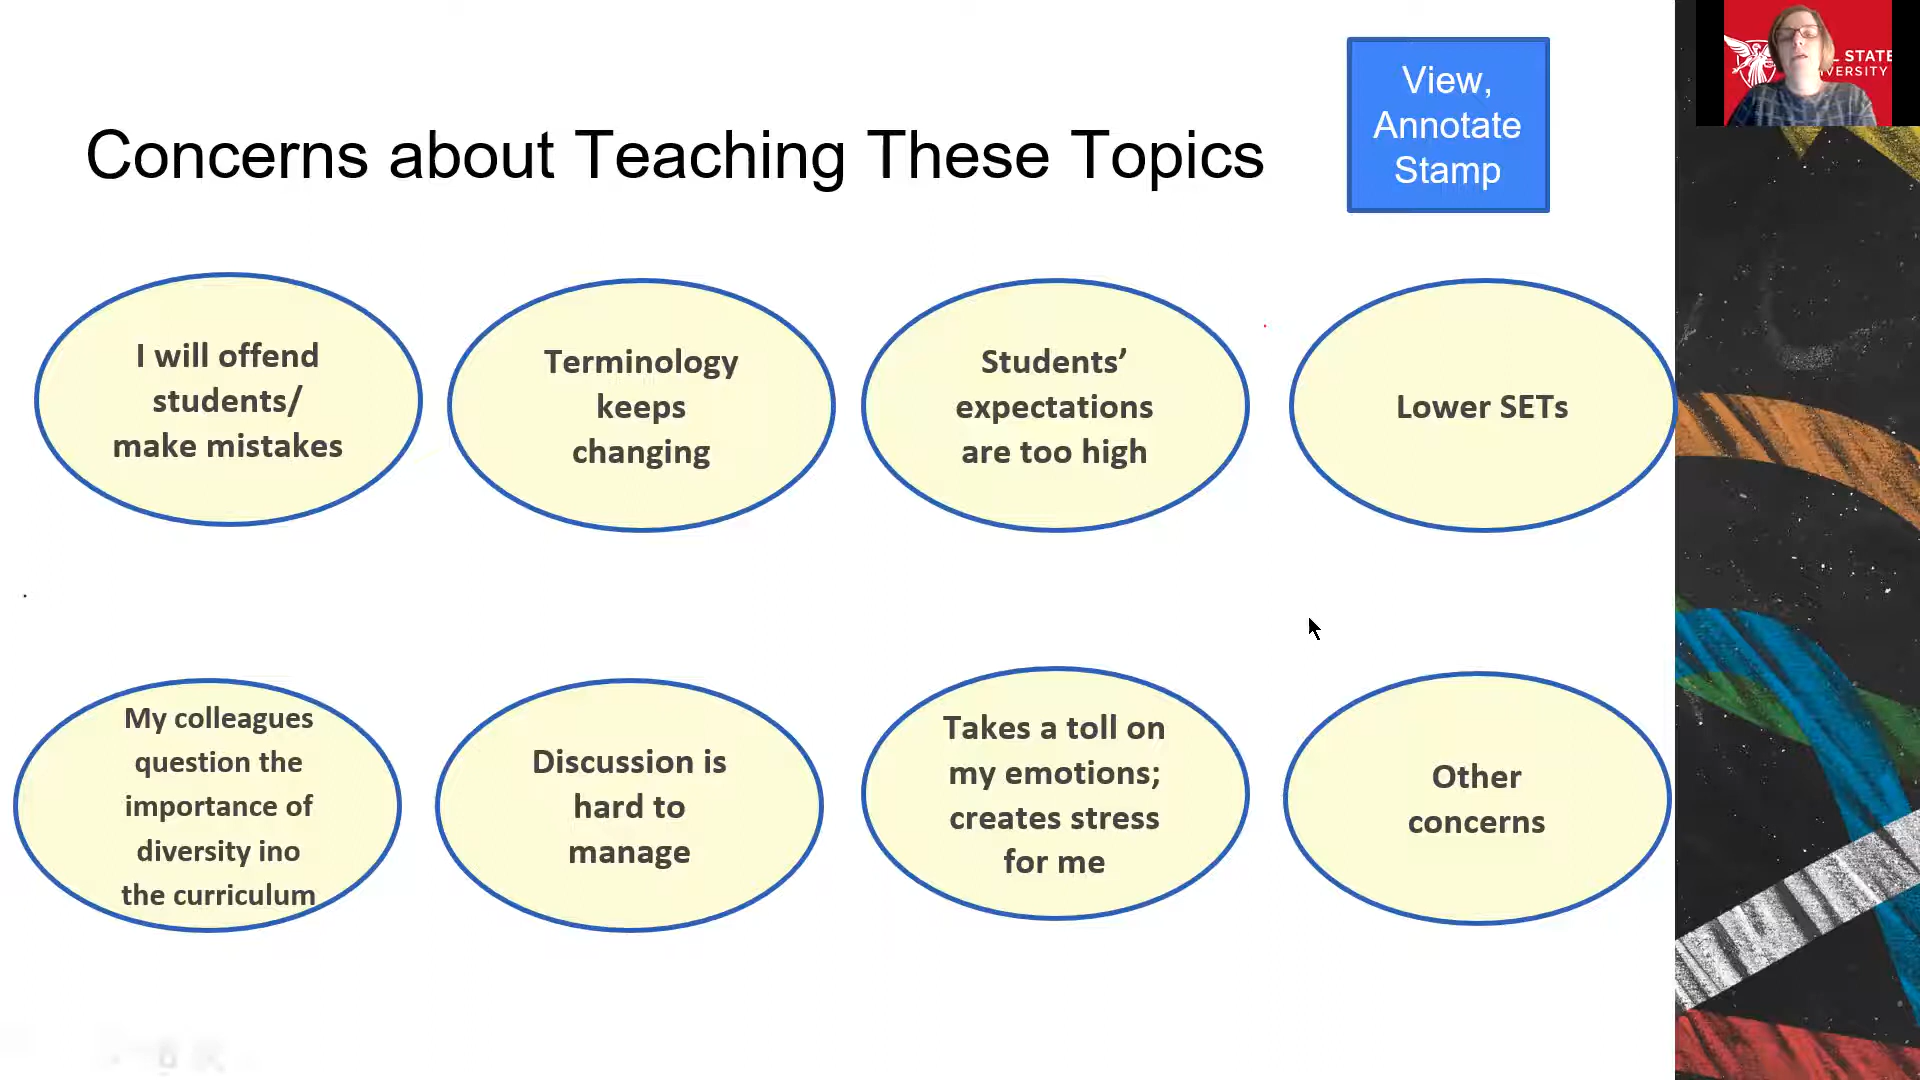 Concerns about Teaching These Topics
View,
Annotate
Stamp
STATE
VERSITY
I will offend
students/
make mistakes
Terminology
keeps
changing
Students’
expectations
are too high
Lower SETs
My colleagues
question the
importance of
diversity ino
the curriculum
Discussion is
hard to
manage
Takes a toll on
my emotions;
creates stress
for me
Other
concerns